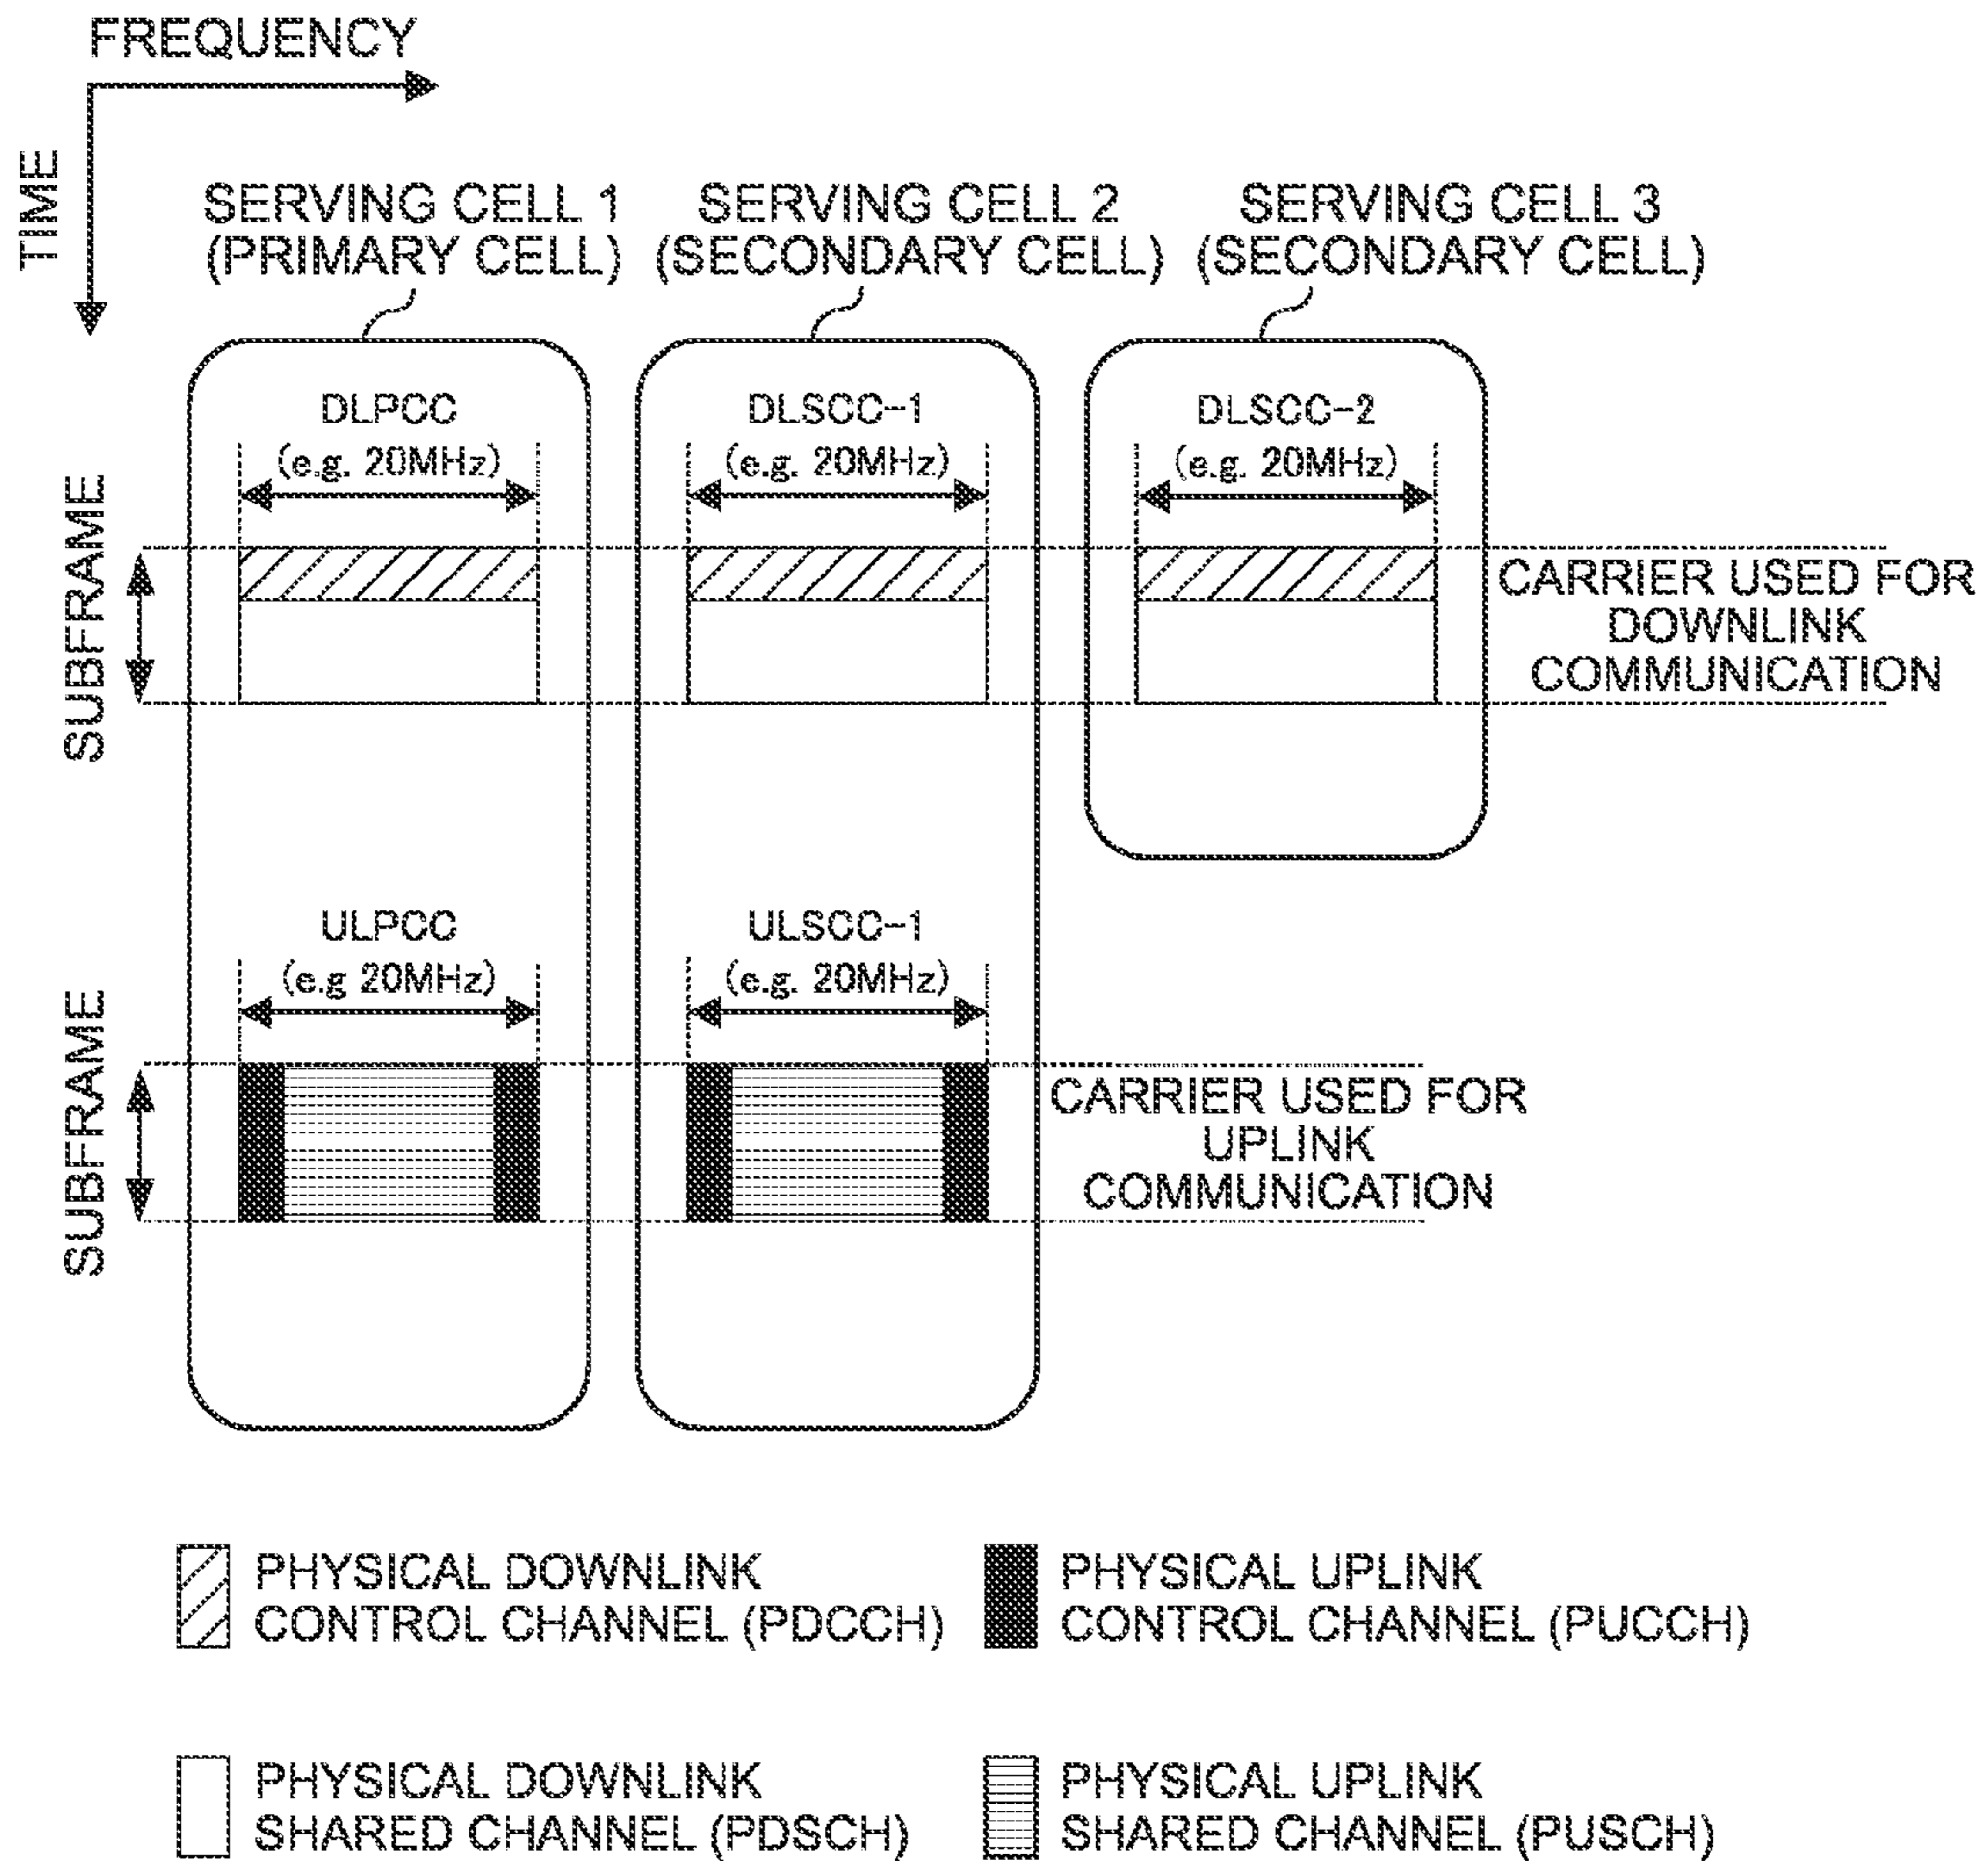 FREQUENCY
TIME
SERVING CELL 1
(PRIMARY CELL)
SERVING CELL 2
(SECONDARY CELL)
SERVING CELL 3
(SECONDARY CELL)
DLPCC
(e.g. 20MHz)
DLSCC-1
(e.g. 20MHz)
DLSCC-2
(e.g. 20MHz)
SUBFRAME
CARRIER USED FOR
DOWNLINK
COMMUNICATION
ULPCC
(e.g 20MHz)
ULSCC-1
(e.g. 20MHz)
SUBFRAME
CARRIER USED FOR
UPLINK
COMMUNICATION
PHYSICAL DOWNLINK
CONTROL CHANNEL (PDCCH)
PHYSICAL UPLINK
CONTROL CHANNEL (PUCCH)
PHYSICAL DOWNLINK
SHARED CHANNEL (PDSCH)
PHYSICAL UPLINK
SHARED CHANNEL (PUSCH)